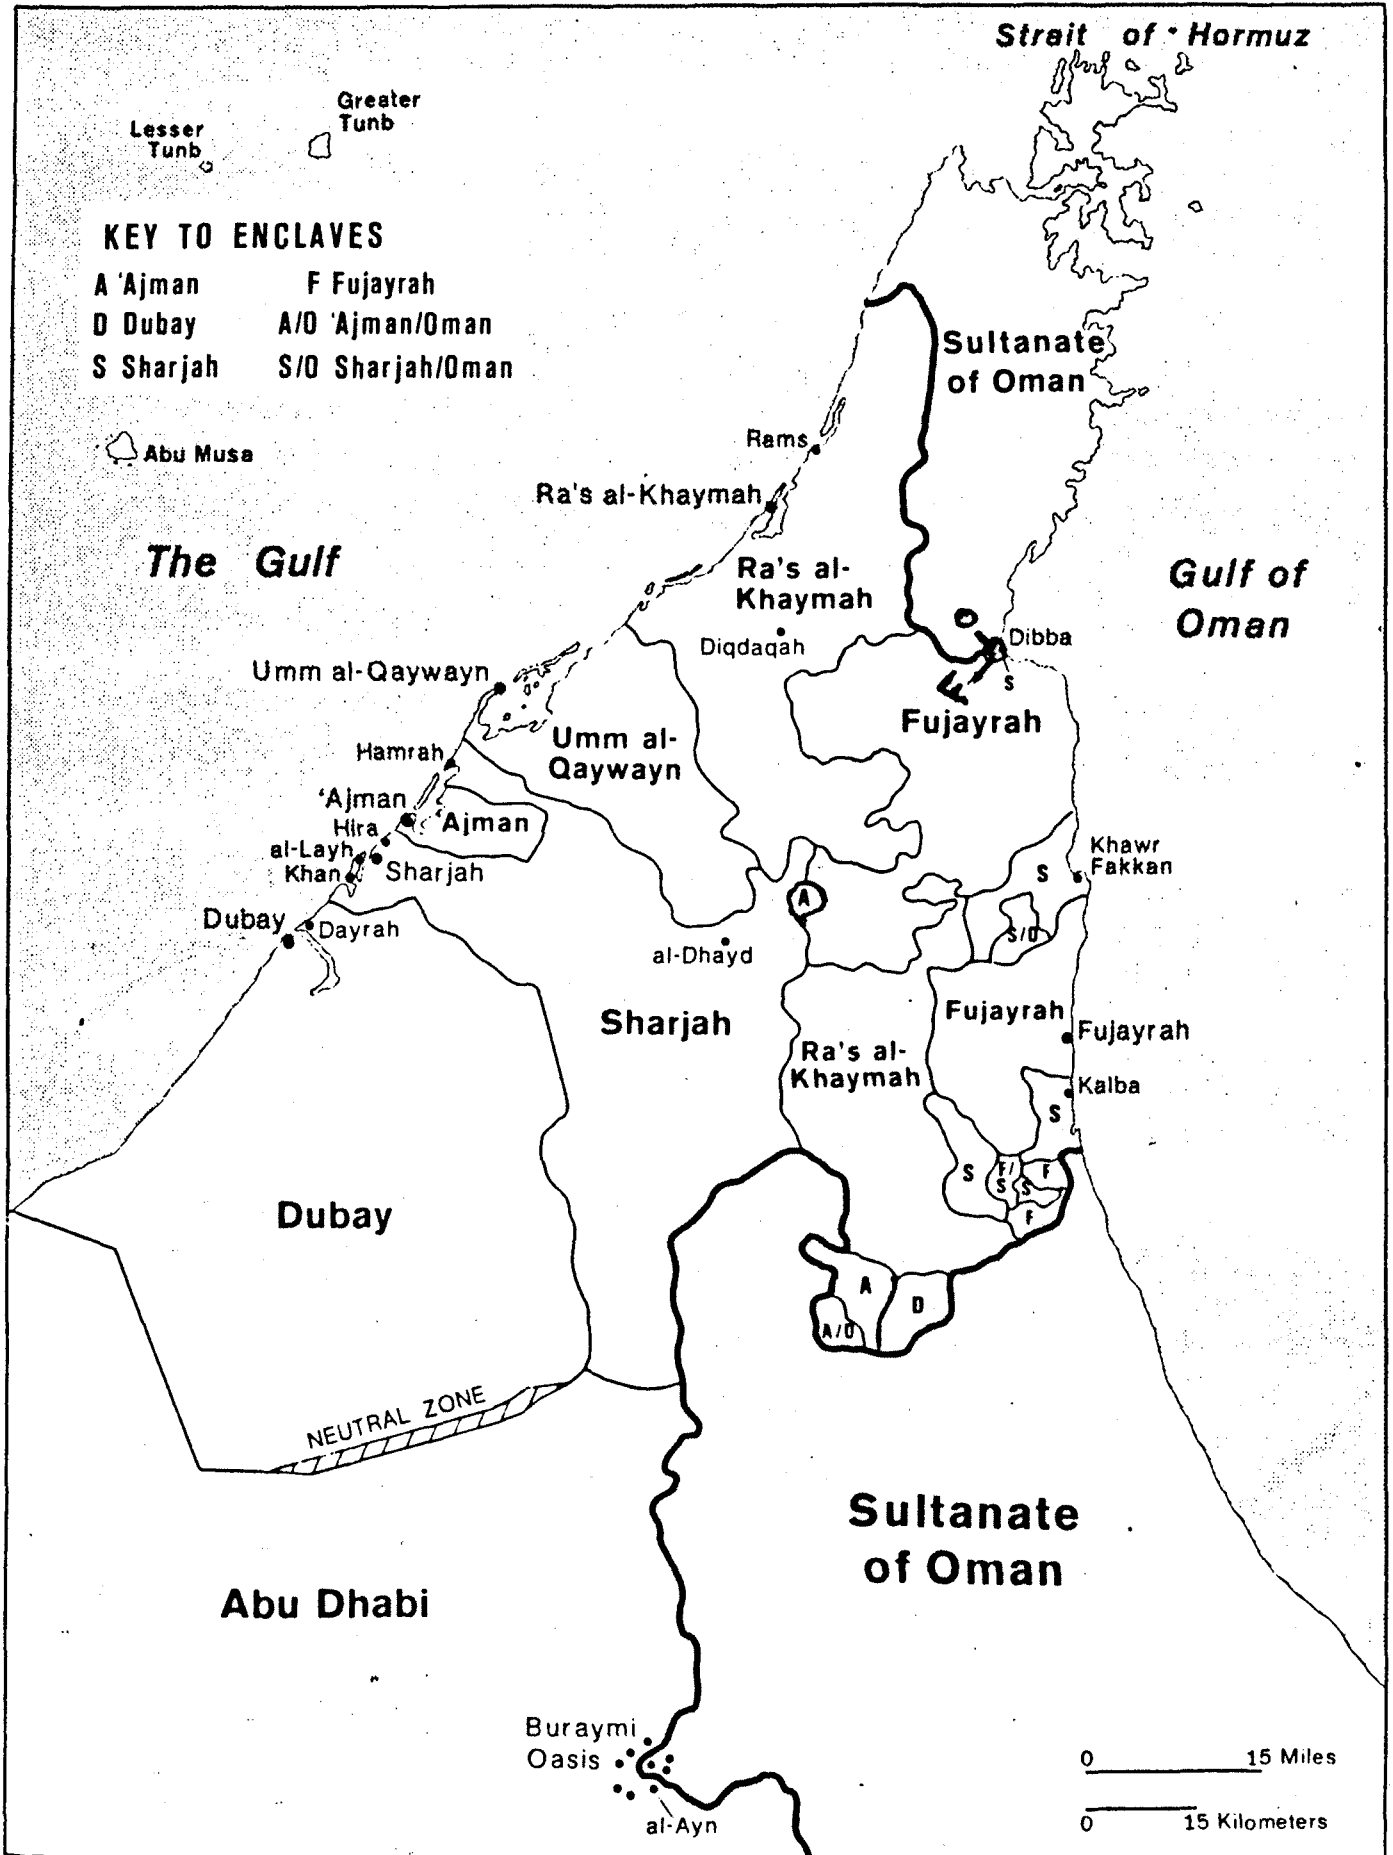 Strait of Hormuz
Greater
Tunb
Lesser
Tunb
KEY TO ENCLAVES
A 'Ajman F Fujayrah
D Dubay A/O 'Ajman/Oman
S Sharjah S/O Sharjah/Oman
Sultanate
of Oman
Abu Musa
Rams
Ra's al-Khaymah
The Gulf
Ra's al-
Khaymah
Gulf of
Oman
Diqdaqah
O
Dibba
S
F
Fujayrah
Umm al-Qaywayn
Umm al-
Qaywayn
Hamrah
'Ajman
'Ajman
Hira
al-Layh
Khan
Sharjah
Khawr
Fakkan
S
A
S/O
Dubay
Dayrah
al-Dhayd
Sharjah
Fujayrah
Fujayrah
Ra's al-
Khaymah
Kalba
S
S
F/
S
F
S
F
Dubay
A
D
A/O
NEUTRAL ZONE
Sultanate
of Oman
Abu Dhabi
Buraymi
Oasis
al-Ayn
0 15 Miles
0 15 Kilometers